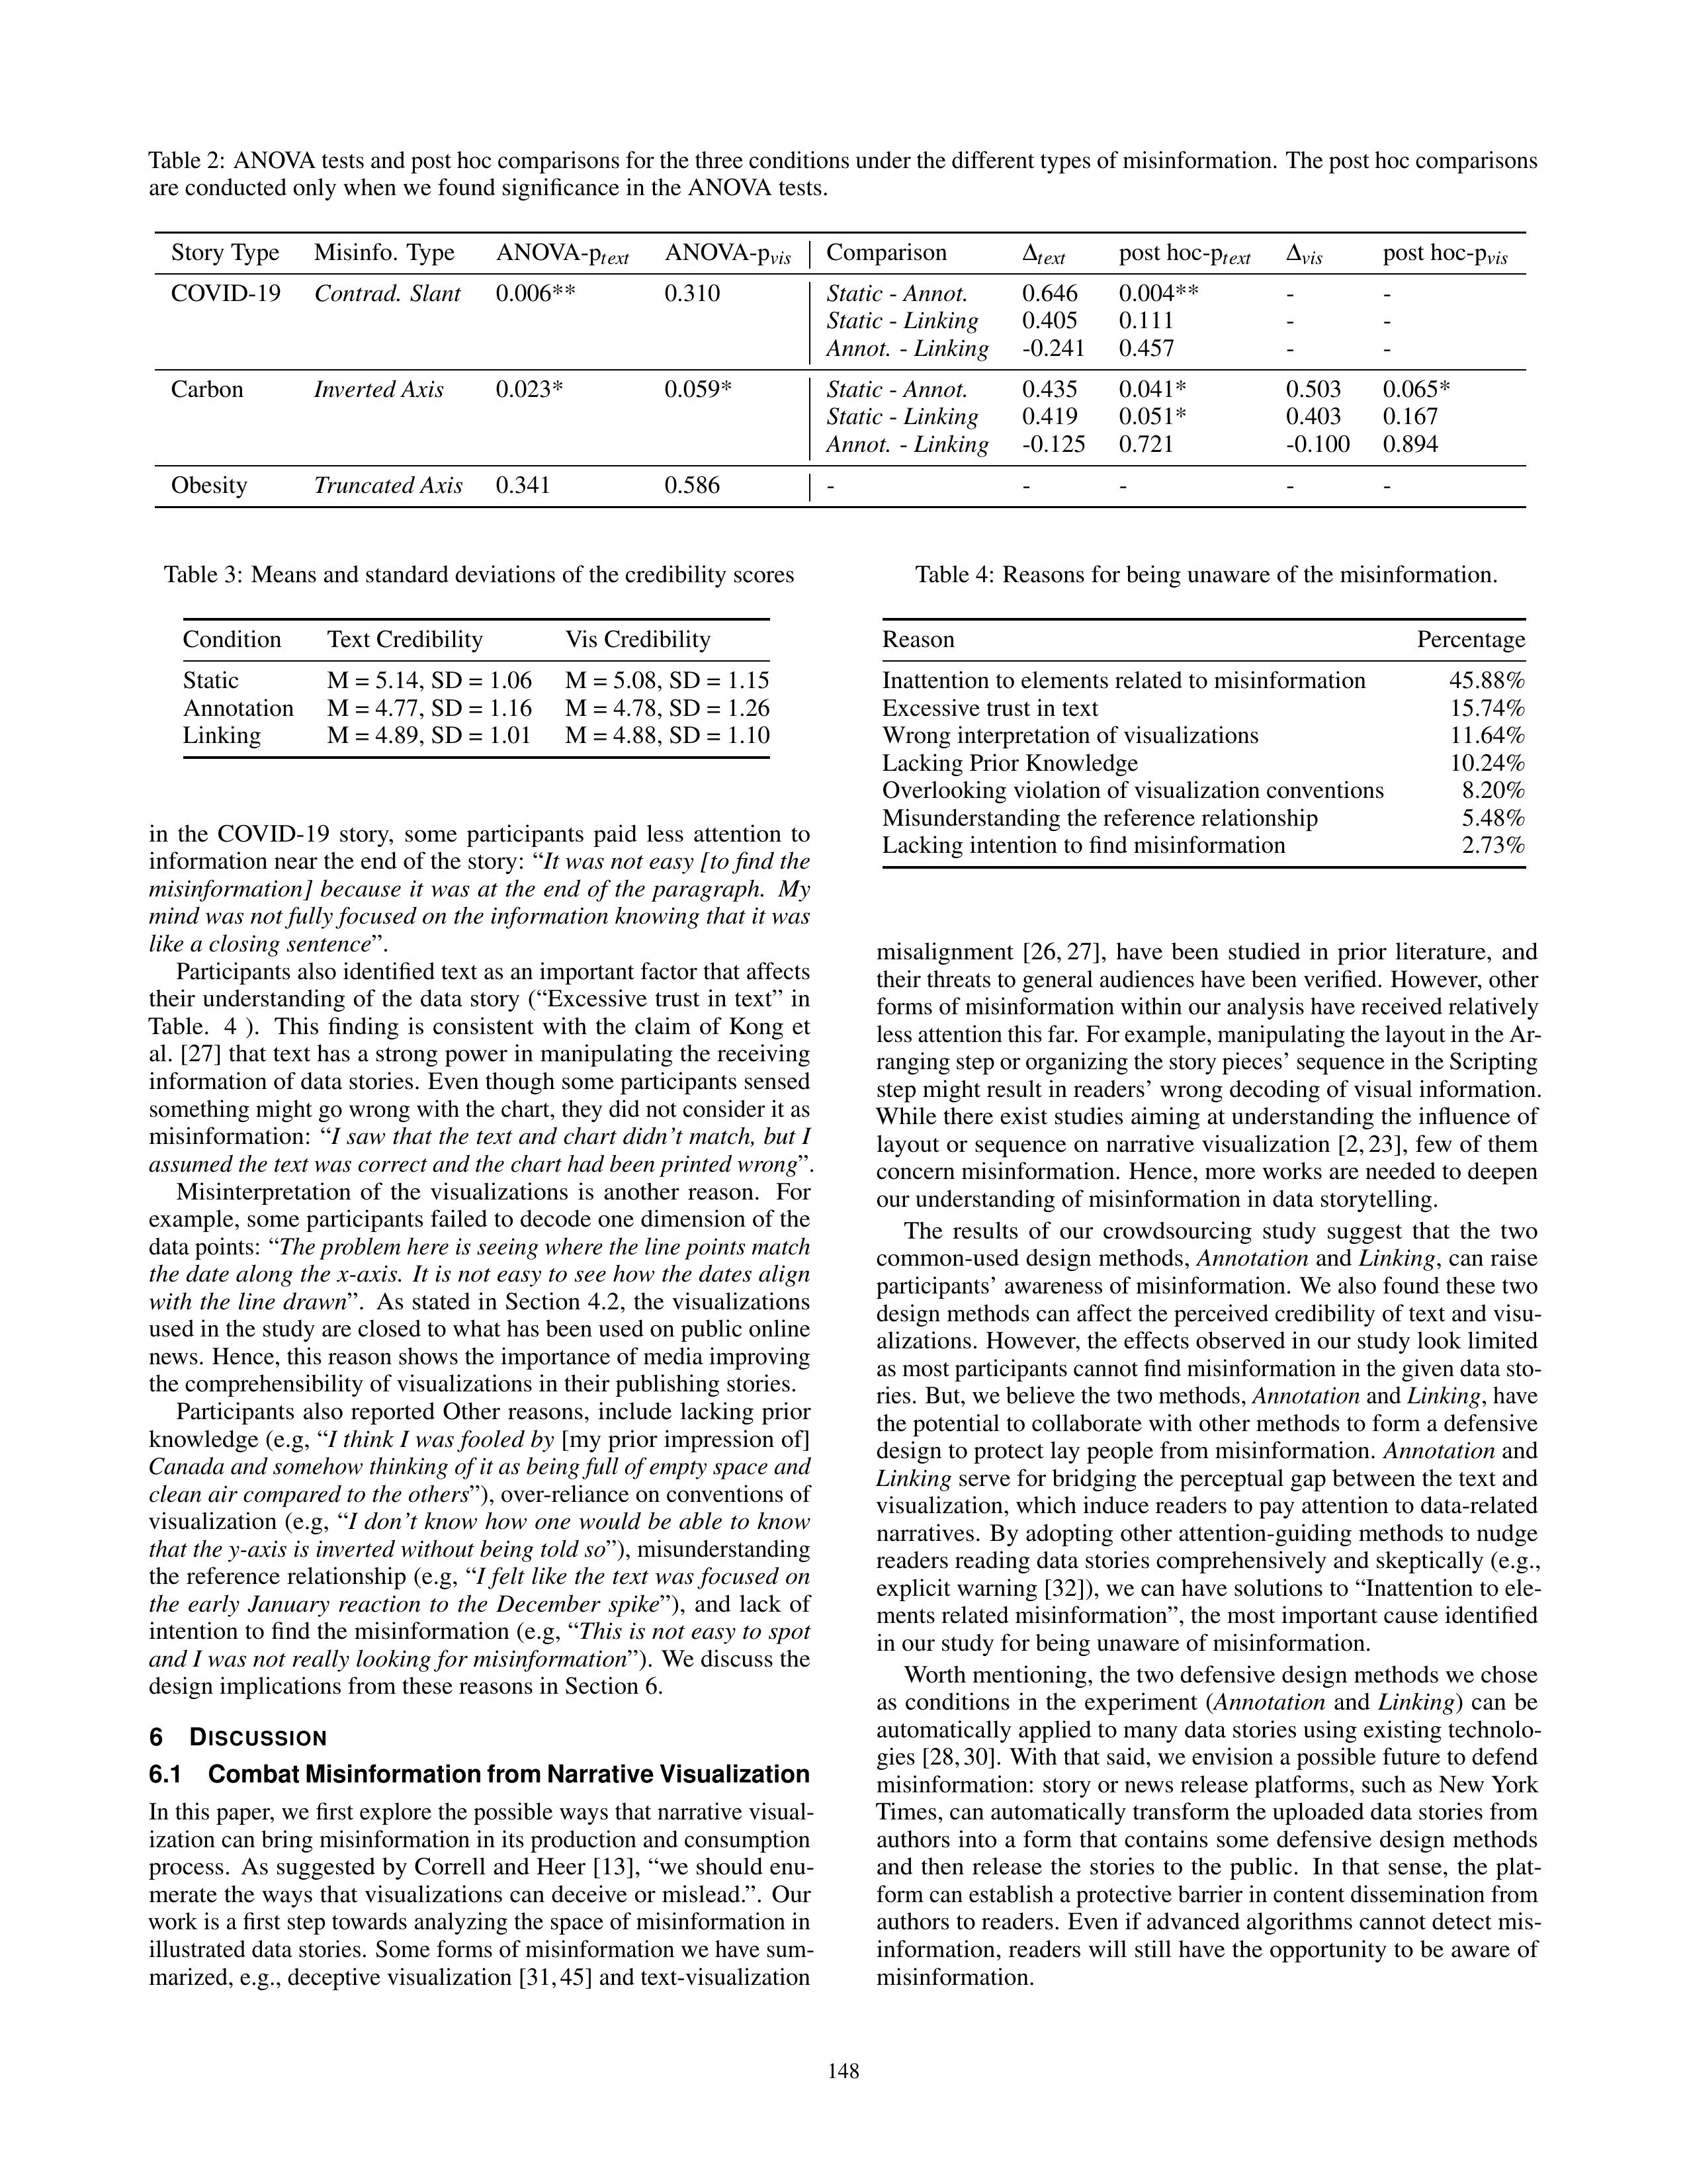 Table 2: ANOVA tests and post hoc comparisons for the three conditions under the different types of misinformation. The post hoc comparisons
are conducted only when we found significance in the ANOVA tests.
Story Type Misinfo. Type ANOVA-ptext ANOVA-pvis Comparison Δtext post hoc-ptext Δvis post hoc-pvis
COVID-19 Contrad. Slant 0.006** 0.310 Static - Annot. 0.646 0.004** - -
Static - Linking 0.405 0.111 - -
Annot. - Linking -0.241 0.457 - -
Carbon Inverted Axis 0.023* 0.059* Static - Annot. 0.435 0.041* 0.503 0.065*
Static - Linking 0.419 0.051* 0.403 0.167
Annot. - Linking -0.125 0.721 -0.100 0.894
Obesity Truncated Axis 0.341 0.586 - - - - -
Table 3: Means and standard deviations of the credibility scores
Condition Text Credibility Vis Credibility
Static M = 5.14, SD = 1.06 M = 5.08, SD = 1.15
Annotation M = 4.77, SD = 1.16 M = 4.78, SD = 1.26
Linking M = 4.89, SD = 1.01 M = 4.88, SD = 1.10
in the COVID-19 story, some participants paid less attention to
information near the end of the story: “It was not easy [to find the
misinformation] because it was at the end of the paragraph. My
mind was not fully focused on the information knowing that it was
like a closing sentence”.
Participants also identified text as an important factor that affects
their understanding of the data story (“Excessive trust in text” in
Table. 4 ). This finding is consistent with the claim of Kong et
al. [27] that text has a strong power in manipulating the receiving
information of data stories. Even though some participants sensed
something might go wrong with the chart, they did not consider it as
misinformation: “I saw that the text and chart didn’t match, but I
assumed the text was correct and the chart had been printed wrong”.
Misinterpretation of the visualizations is another reason. For
example, some participants failed to decode one dimension of the
data points: “The problem here is seeing where the line points match
the date along the x-axis. It is not easy to see how the dates align
with the line drawn”. As stated in Section 4.2, the visualizations
used in the study are closed to what has been used on public online
news. Hence, this reason shows the importance of media improving
the comprehensibility of visualizations in their publishing stories.
Participants also reported Other reasons, include lacking prior
knowledge (e.g, “I think I was fooled by [my prior impression of]
Canada and somehow thinking of it as being full of empty space and
clean air compared to the others”), over-reliance on conventions of
visualization (e.g, “I don’t know how one would be able to know
that the y-axis is inverted without being told so”), misunderstanding
the reference relationship (e.g, “I felt like the text was focused on
the early January reaction to the December spike”), and lack of
intention to find the misinformation (e.g, “This is not easy to spot
and I was not really looking for misinformation”). We discuss the
design implications from these reasons in Section 6.
6 DISCUSSION
6.1 Combat Misinformation from Narrative Visualization
In this paper, we first explore the possible ways that narrative visual-
ization can bring misinformation in its production and consumption
process. As suggested by Correll and Heer [13], “we should enu-
merate the ways that visualizations can deceive or mislead.”. Our
work is a first step towards analyzing the space of misinformation in
illustrated data stories. Some forms of misinformation we have sum-
marized, e.g., deceptive visualization [31, 45] and text-visualization
Table 4: Reasons for being unaware of the misinformation.
Reason Percentage
Inattention to elements related to misinformation 45.88%
Excessive trust in text 15.74%
Wrong interpretation of visualizations 11.64%
Lacking Prior Knowledge 10.24%
Overlooking violation of visualization conventions 8.20%
Misunderstanding the reference relationship 5.48%
Lacking intention to find misinformation 2.73%
misalignment [26, 27], have been studied in prior literature, and
their threats to general audiences have been verified. However, other
forms of misinformation within our analysis have received relatively
less attention this far. For example, manipulating the layout in the Ar-
ranging step or organizing the story pieces’ sequence in the Scripting
step might result in readers’ wrong decoding of visual information.
While there exist studies aiming at understanding the influence of
layout or sequence on narrative visualization [2, 23], few of them
concern misinformation. Hence, more works are needed to deepen
our understanding of misinformation in data storytelling.
The results of our crowdsourcing study suggest that the two
common-used design methods, Annotation and Linking, can raise
participants’ awareness of misinformation. We also found these two
design methods can affect the perceived credibility of text and visu-
alizations. However, the effects observed in our study look limited
as most participants cannot find misinformation in the given data sto-
ries. But, we believe the two methods, Annotation and Linking, have
the potential to collaborate with other methods to form a defensive
design to protect lay people from misinformation. Annotation and
Linking serve for bridging the perceptual gap between the text and
visualization, which induce readers to pay attention to data-related
narratives. By adopting other attention-guiding methods to nudge
readers reading data stories comprehensively and skeptically (e.g.,
explicit warning [32]), we can have solutions to “Inattention to ele-
ments related misinformation”, the most important cause identified
in our study for being unaware of misinformation.
Worth mentioning, the two defensive design methods we chose
as conditions in the experiment (Annotation and Linking) can be
automatically applied to many data stories using existing technolo-
gies [28, 30]. With that said, we envision a possible future to defend
misinformation: story or news release platforms, such as New York
Times, can automatically transform the uploaded data stories from
authors into a form that contains some defensive design methods
and then release the stories to the public. In that sense, the plat-
form can establish a protective barrier in content dissemination from
authors to readers. Even if advanced algorithms cannot detect mis-
information, readers will still have the opportunity to be aware of
misinformation.
148